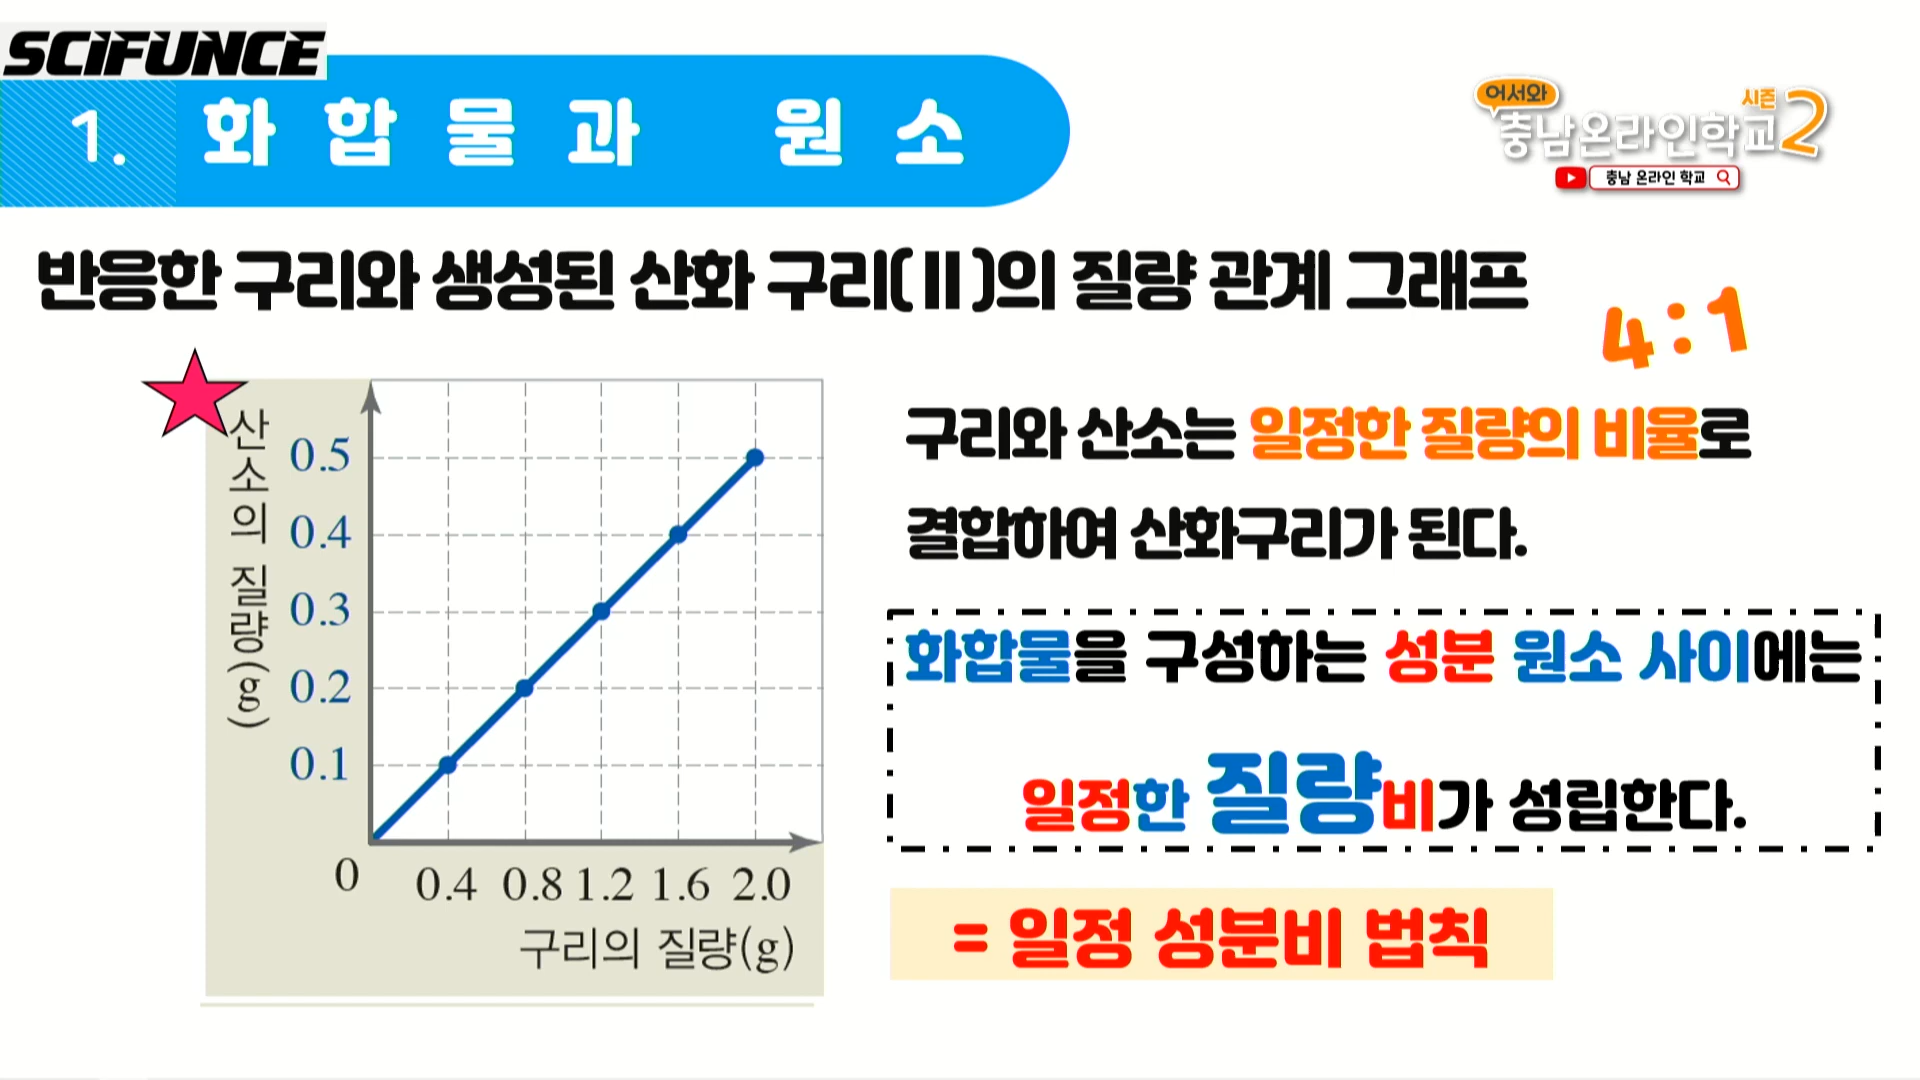 SCIFUNCE
1. 화합물과 원소
어서와
시즌
충남온라인학교2
충남 온라인 학교
반응한 구리와 생성된 산화 구리(Ⅱ)의 질량 관계 그래프
4:1
산소의 질량(g)
0.5
0.4
0.3
0.2
0.1
0 0.4 0.8 1.2 1.6 2.0
구리의 질량(g)
구리와 산소는 일정한 질량의 비율로
결합하여 산화구리가 된다.
화합물을 구성하는 성분 원소 사이에는
일정한 질량비가 성립한다.
= 일정 성분비 법칙